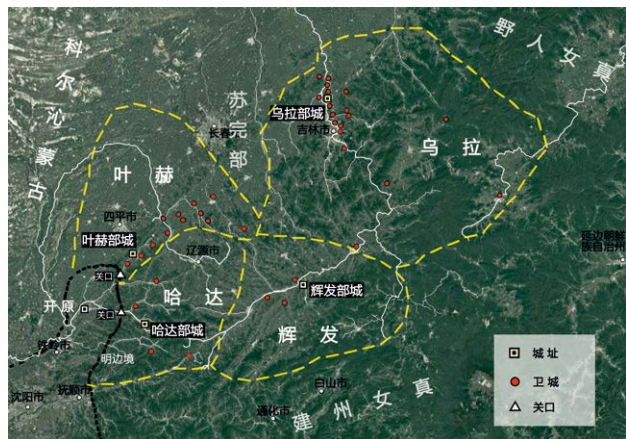 科尔沁蒙古
野人女真
苏完部
长春
乌拉部城
吉林市
乌拉
叶赫
四平市
叶赫部城
辽源市
延边朝鲜
族自治州
关口
哈达
辉发部城
开原
关口
哈达部城
辉发
铁岭市
明边境
白山市
沈阳市
抚顺市
通化市
建州女真
城址
卫城
关口